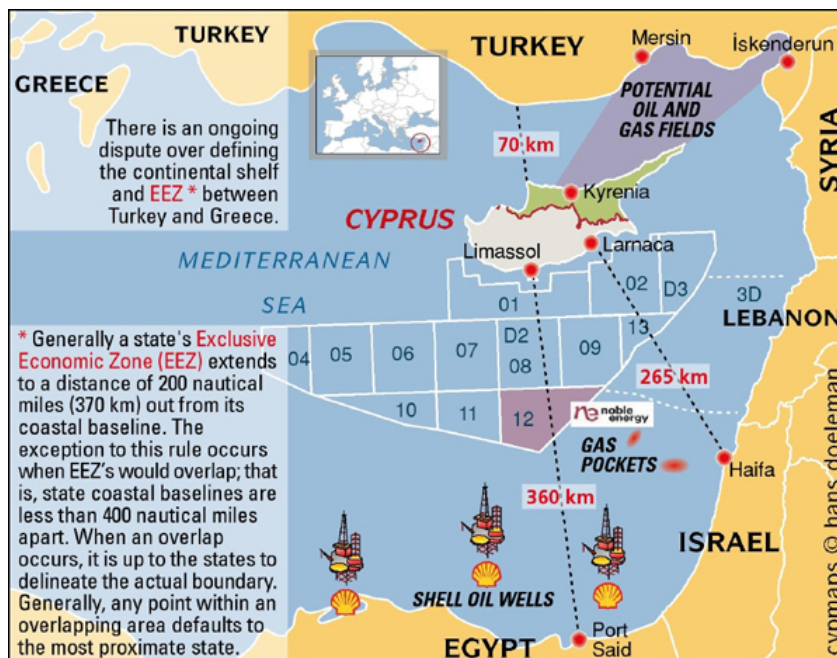 TURKEY
TURKEY
Mersin
İskenderun
GREECE
POTENTIAL
OIL AND
GAS FIELDS
There is an ongoing
dispute over defining
the continental shelf
and EEZ * between
Turkey and Greece.
70 km
SYRIA
Kyrenia
CYPRUS
Limassol
Larnaca
MEDITERRANEAN
SEA
01
02
D3
3D
LEBANON
* Generally a state's Exclusive
Economic Zone (EEZ) extends
to a distance of 200 nautical
miles (370 km) out from its
coastal baseline. The
exception to this rule occurs
when EEZ's would overlap; that
is, state coastal baselines are
less than 400 nautical miles
apart. When an overlap
occurs, it is up to the states to
delineate the actual boundary.
Generally, any point within an
overlapping area defaults to
the most proximate state.
04
05
06
07
D2
08
09
13
265 km
10
11
12
ne noble
energy
GAS
POCKETS
Haifa
360 km
ISRAEL
SHELL OIL WELLS
EGYPT
Port
Said
cypmaps © hans_doeleman